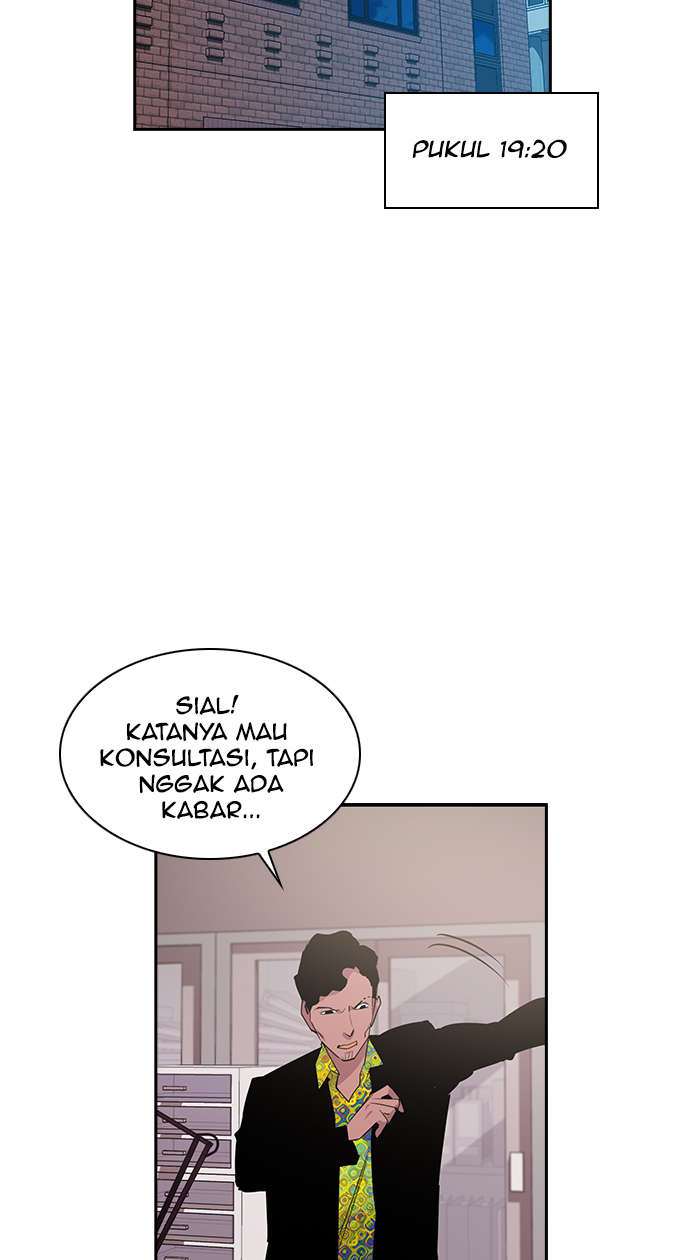 PUKUL 19:20
SIAL!
KATANYA MAU
KONSULTASI, TAPI
NGGAK ADA
KABAR...